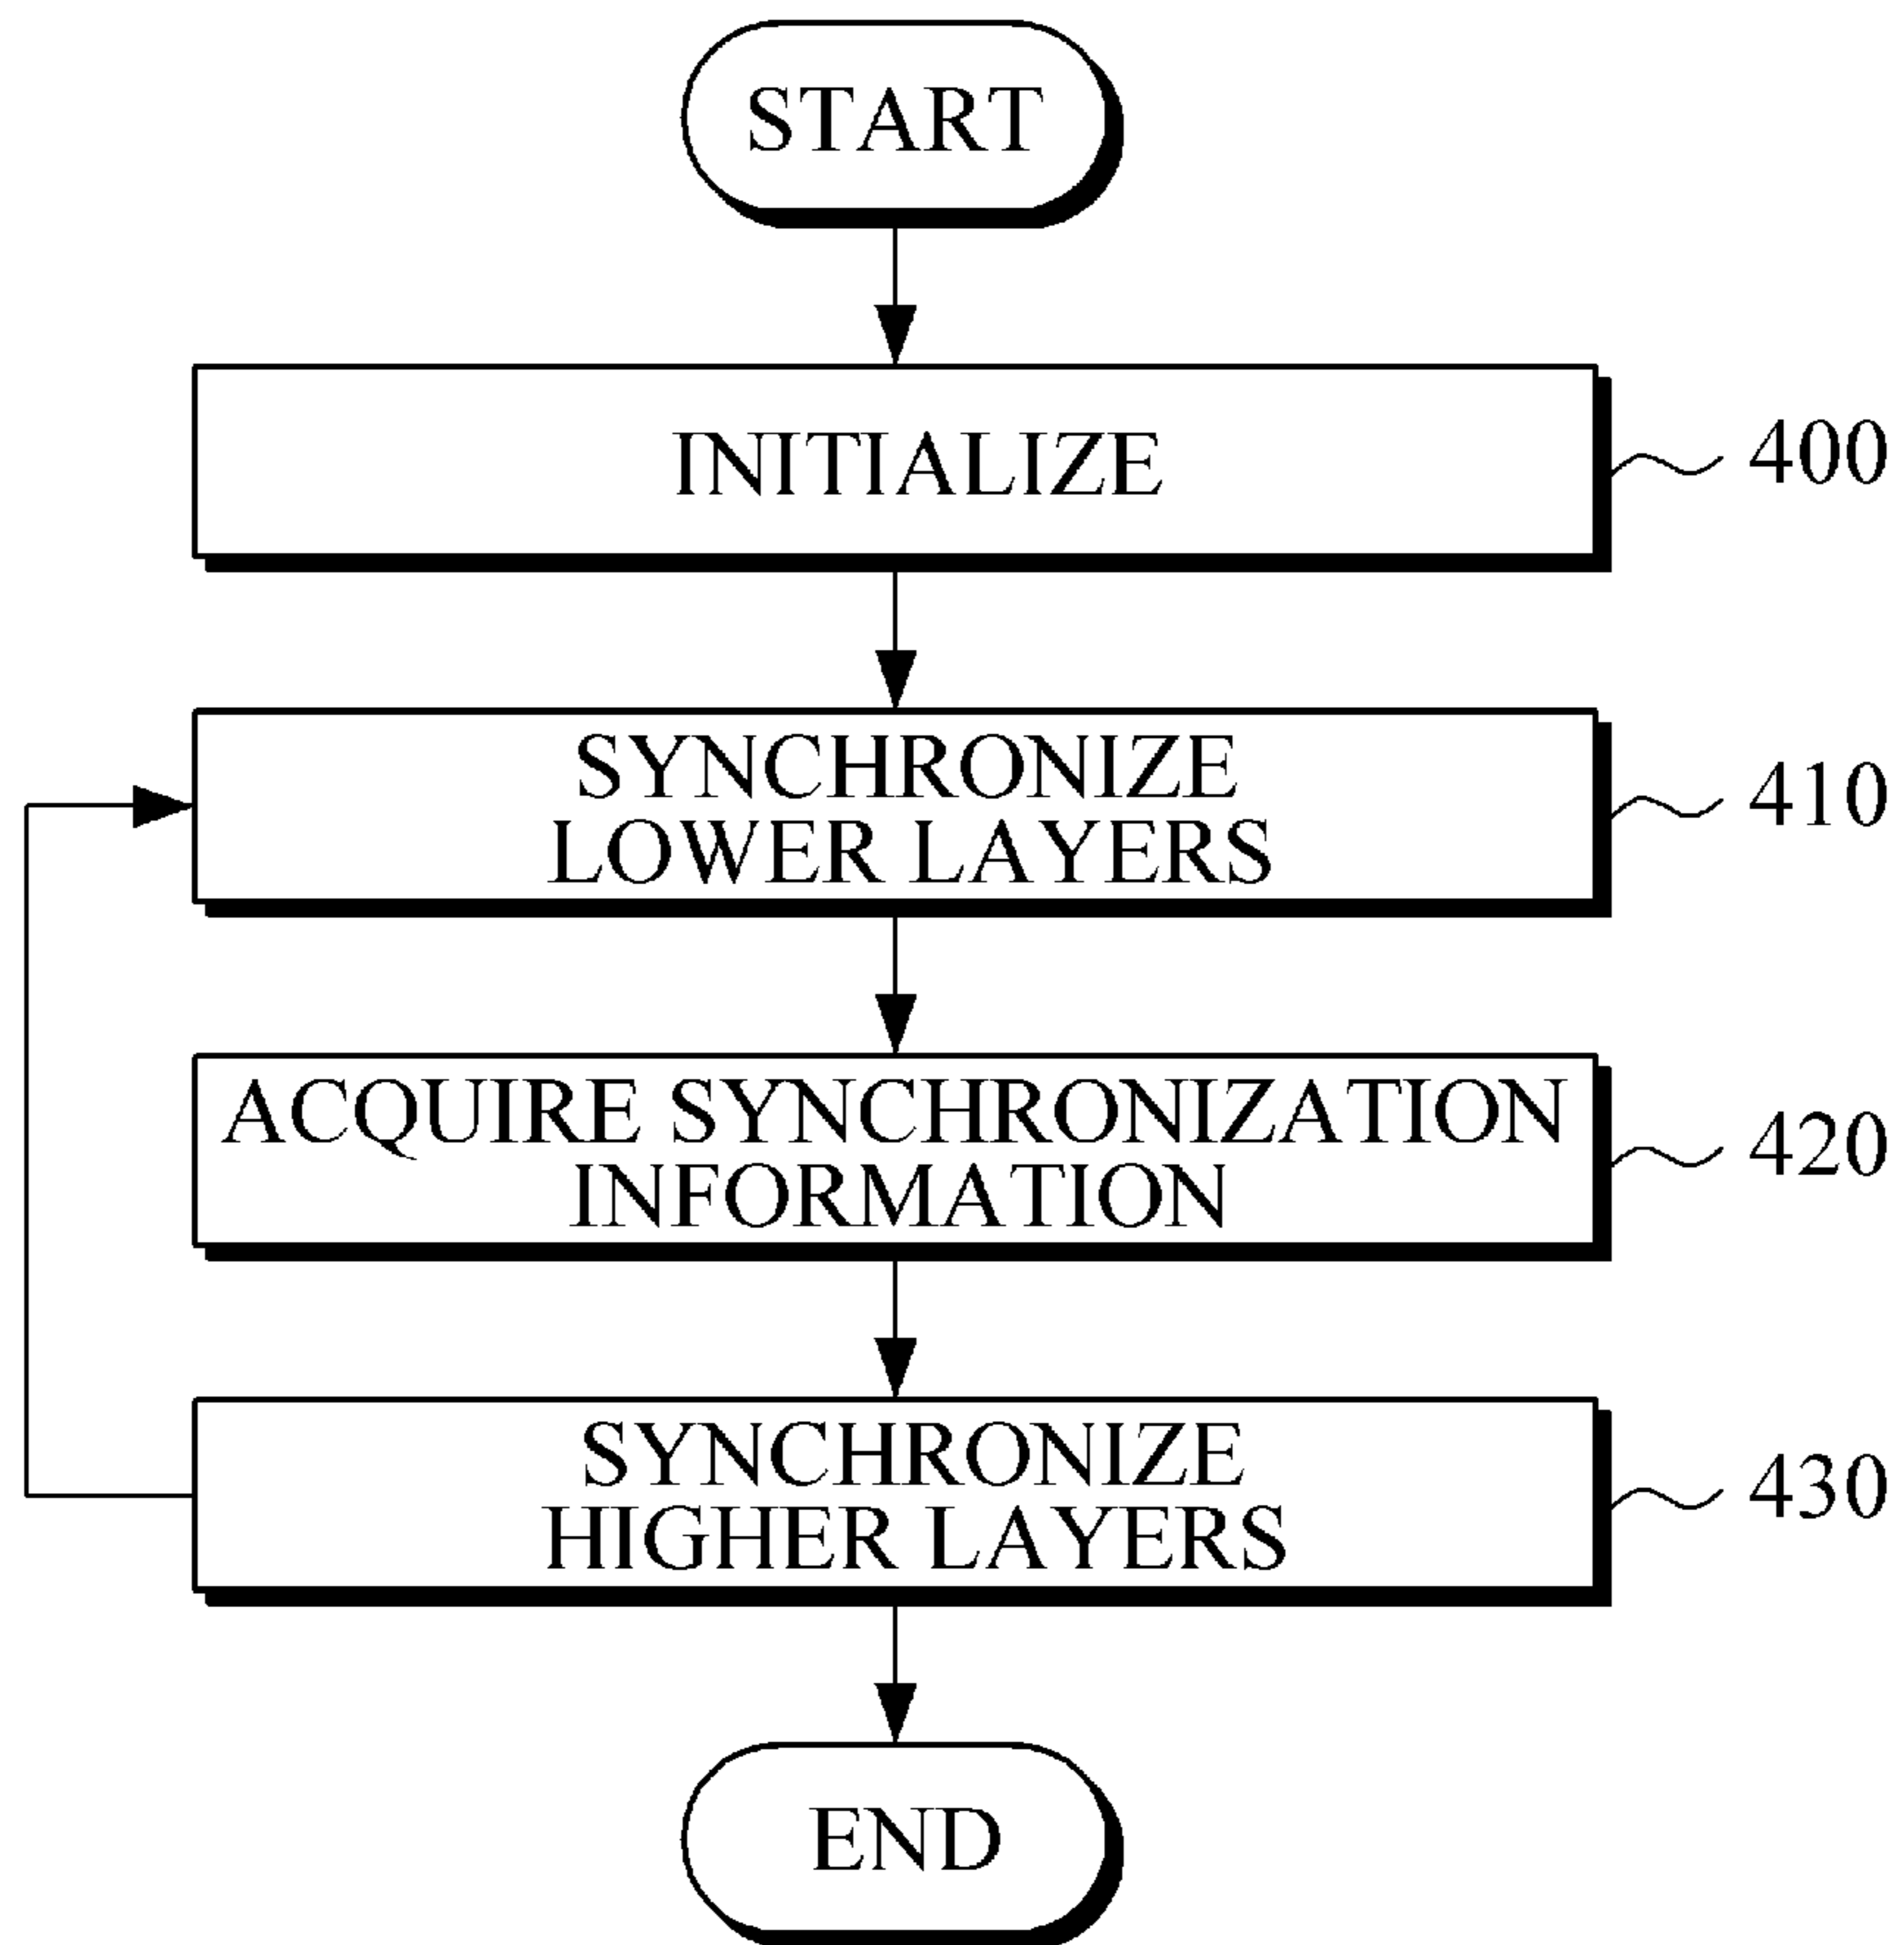 START
INITIALIZE
400
SYNCHRONIZE
LOWER LAYERS
410
ACQUIRE SYNCHRONIZATION
INFORMATION
420
SYNCHRONIZE
HIGHER LAYERS
430
END